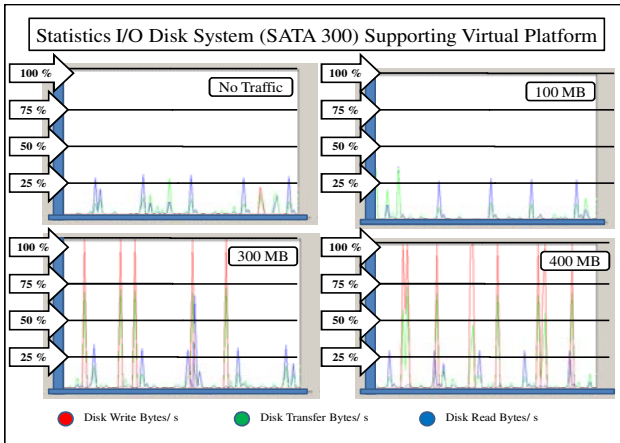 Statistics I/O Disk System (SATA 300) Supporting Virtual Platform
100 %
No Traffic
75 %
50 %
25 %
100 %
100 MB
75 %
50 %
25 %
100 %
300 MB
75 %
50 %
25 %
100 %
400 MB
75 %
50 %
25 %
Disk Write Bytes/ s
Disk Transfer Bytes/ s
Disk Read Bytes/ s